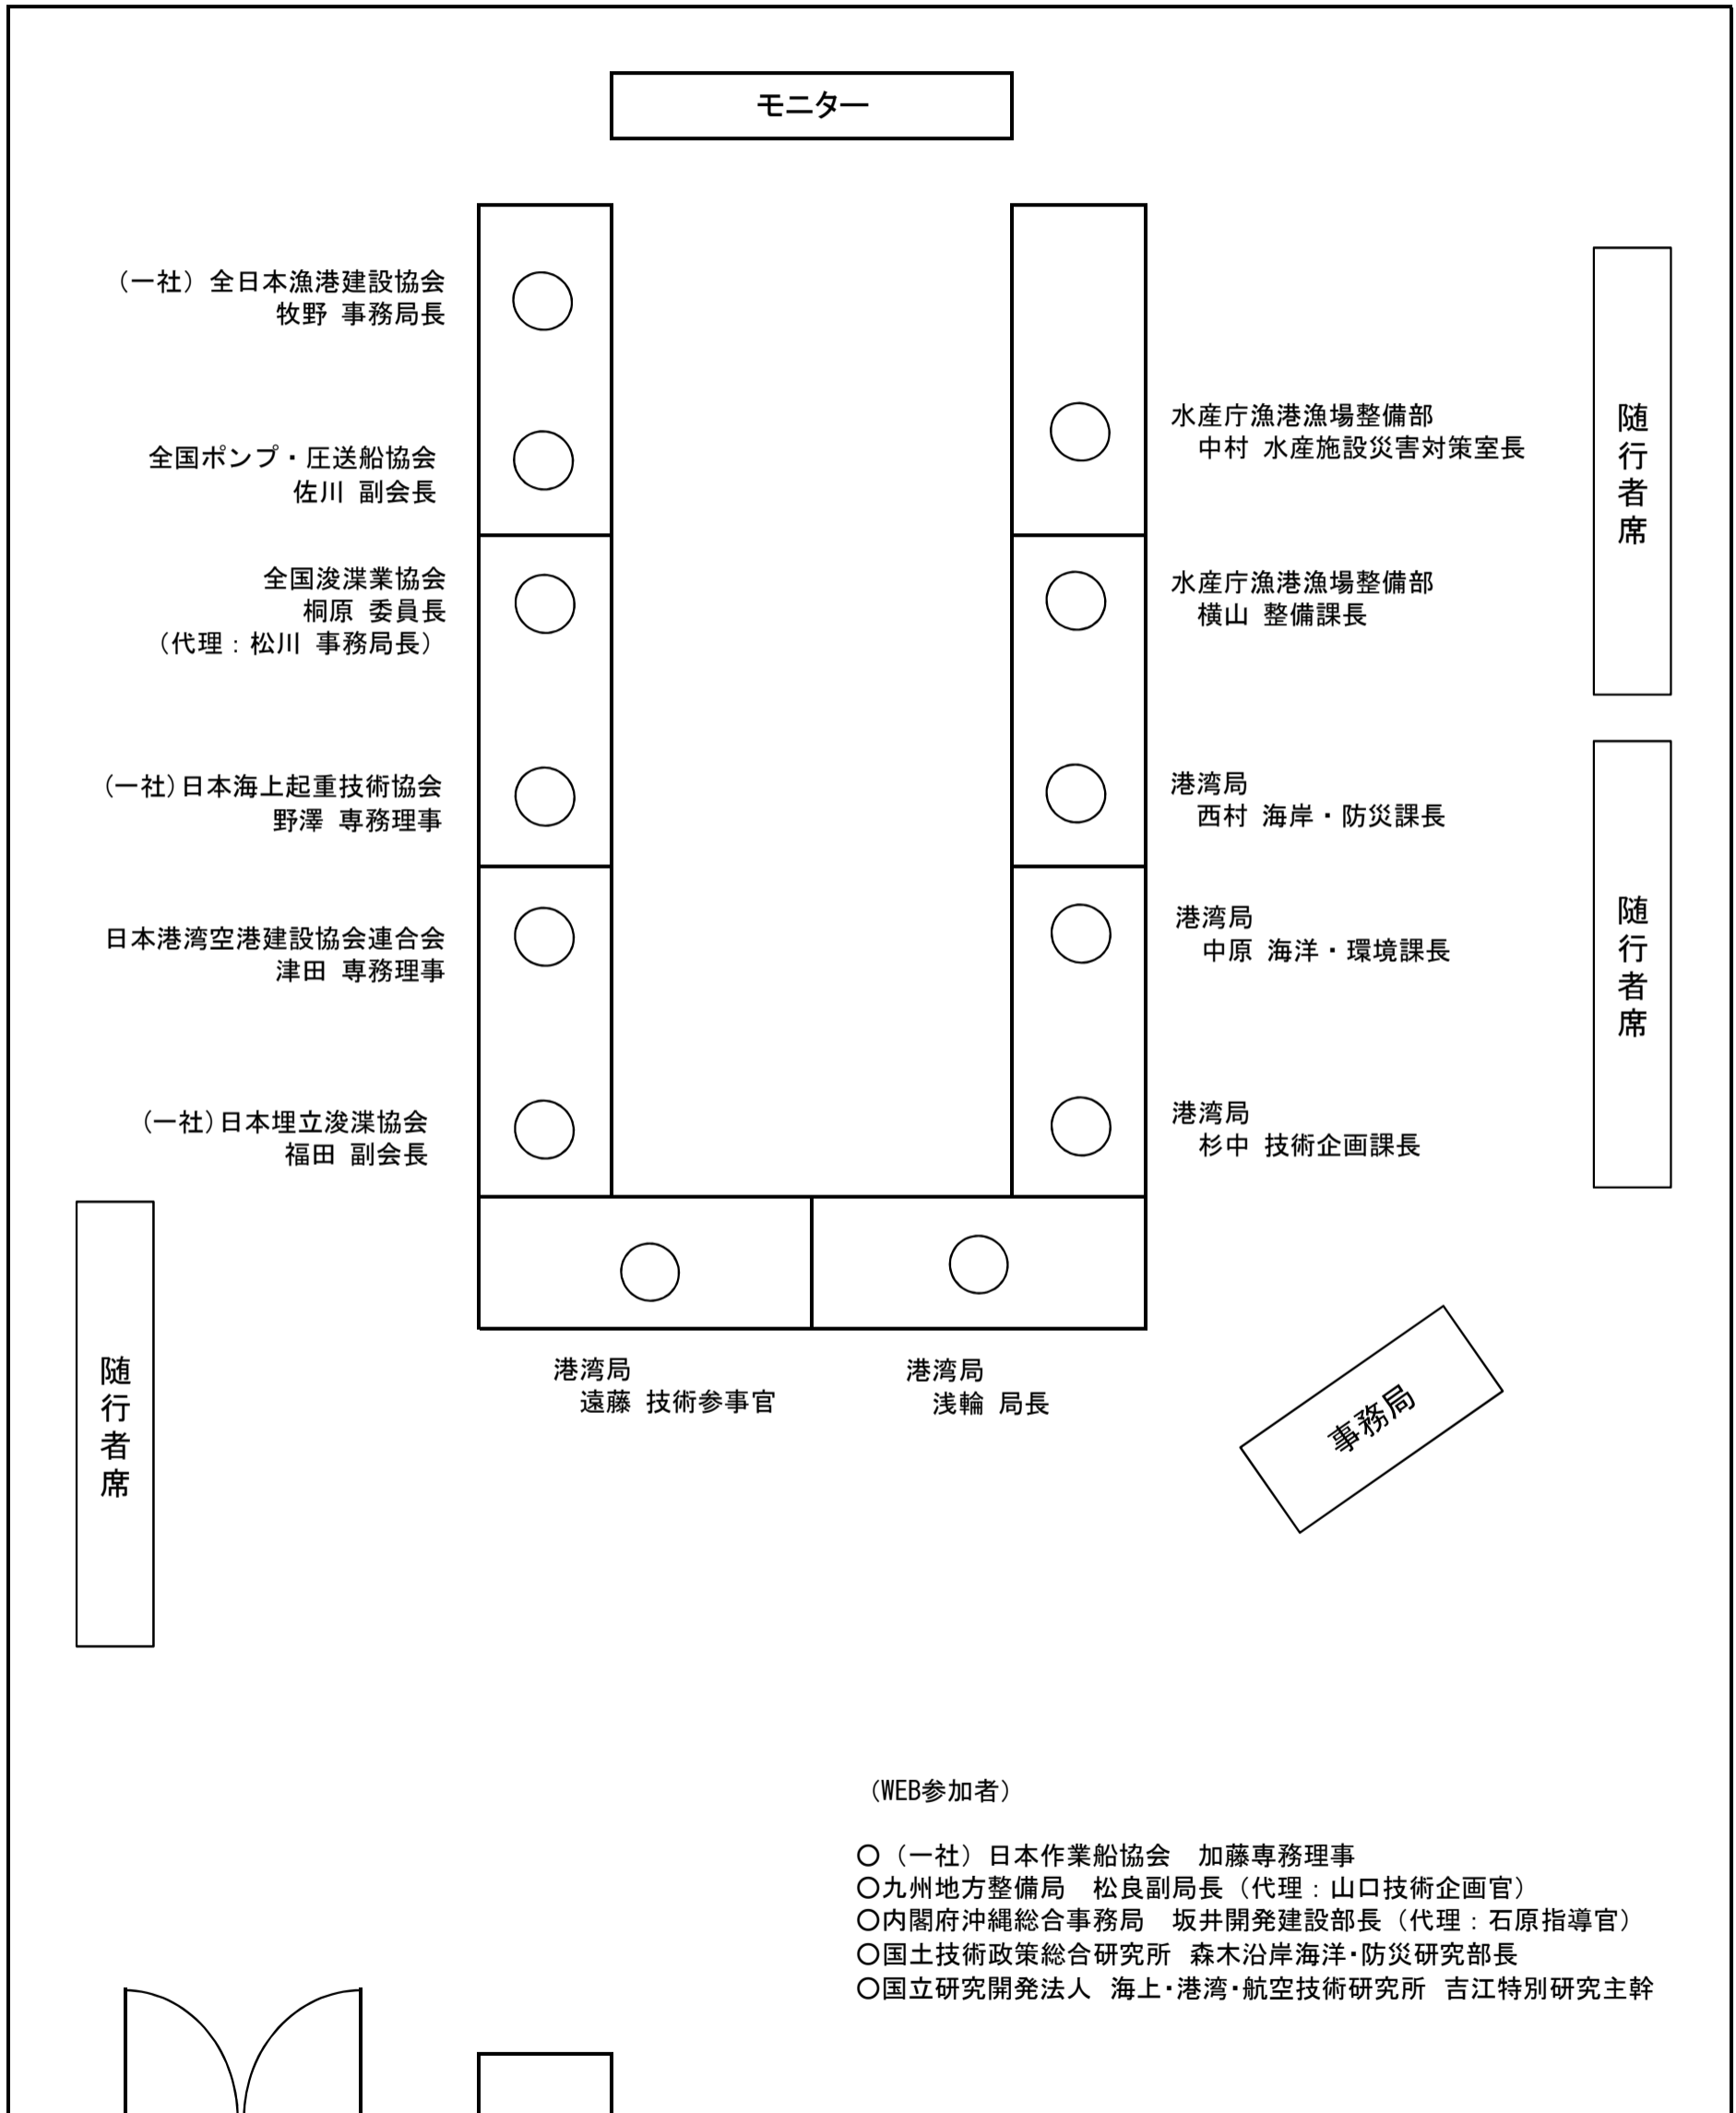 モニター
（一社）全日本漁港建設協会
牧野 事務局長
全国ポンプ・圧送船協会
佐川 副会長
全国浚渫業協会
桐原 委員長
（代理：松川 事務局長）
（一社）日本海上起重技術協会
野澤 専務理事
日本港湾空港建設協会連合会
津田 専務理事
（一社）日本埋立浚渫協会
福田 副会長
水産庁漁港漁場整備部
中村 水産施設災害対策室長
水産庁漁港漁場整備部
横山 整備課長
港湾局
西村 海岸・防災課長
港湾局
中原 海洋・環境課長
港湾局
杉中 技術企画課長
随行者席
随行者席
港湾局
遠藤 技術参事官
港湾局
浅輪 局長
随行者席
事務局
（WEB参加者）
〇（一社）日本作業船協会　加藤専務理事
〇九州地方整備局　松良副局長（代理：山口技術企画官）
〇内閣府沖縄総合事務局　坂井開発建設部長（代理：石原指導官）
〇国土技術政策総合研究所 森木沿岸海洋・防災研究部長
〇国立研究開発法人 海上・港湾・航空技術研究所 吉江特別研究主幹